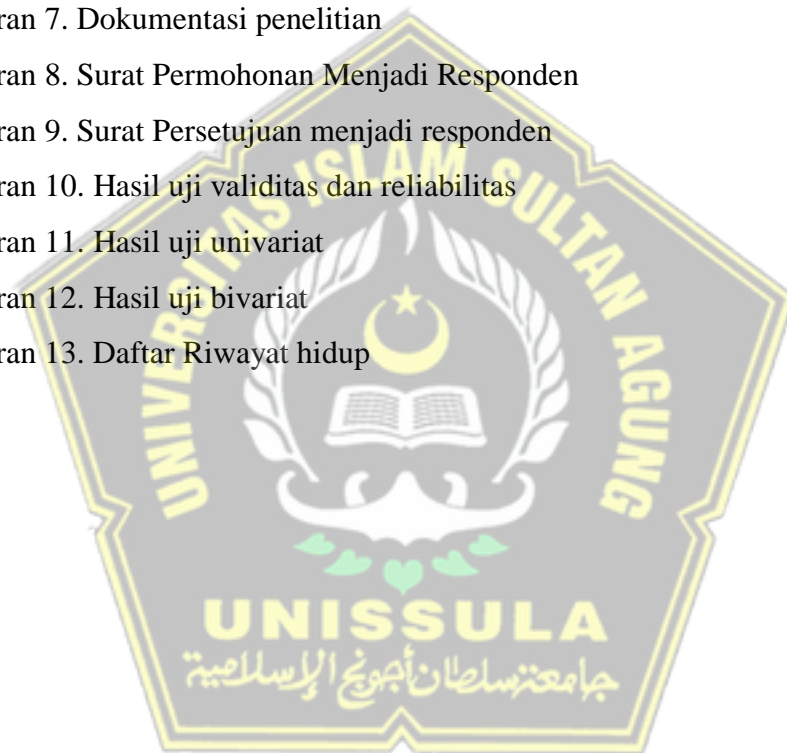 ran 7. Dokumentasi penelitian
ran 8. Surat Permohonan Menjadi Responden
ran 9. Surat Persetujuan menjadi responden
ran 10. Hasil uji validitas dan reliabilitas
ran 11. Hasil uji univariat
ran 12. Hasil uji bivariat
ran 13. Daftar Riwayat hidup
UNIVERSITAS ISLAM SULTAN AGUNG
UNISSULA
جامعة سلطان أجونج الإسلامية